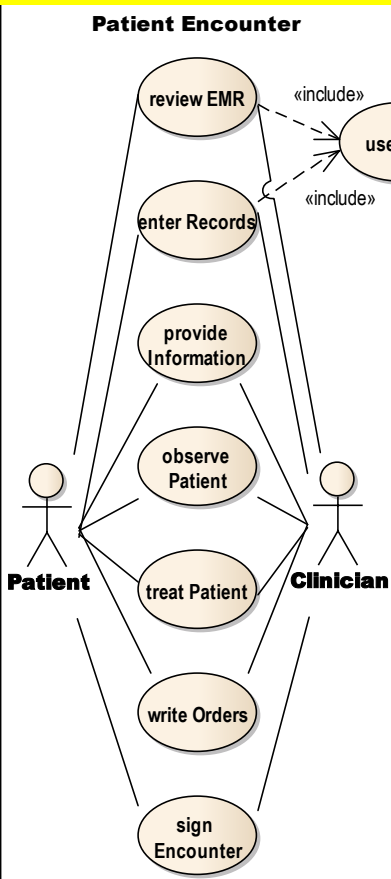 Patient Encounter
review EMR
«include»
enter Records
«include»
provide
Information
observe
Patient
Patient
Clinician
treat Patient
write Orders
sign
Encounter